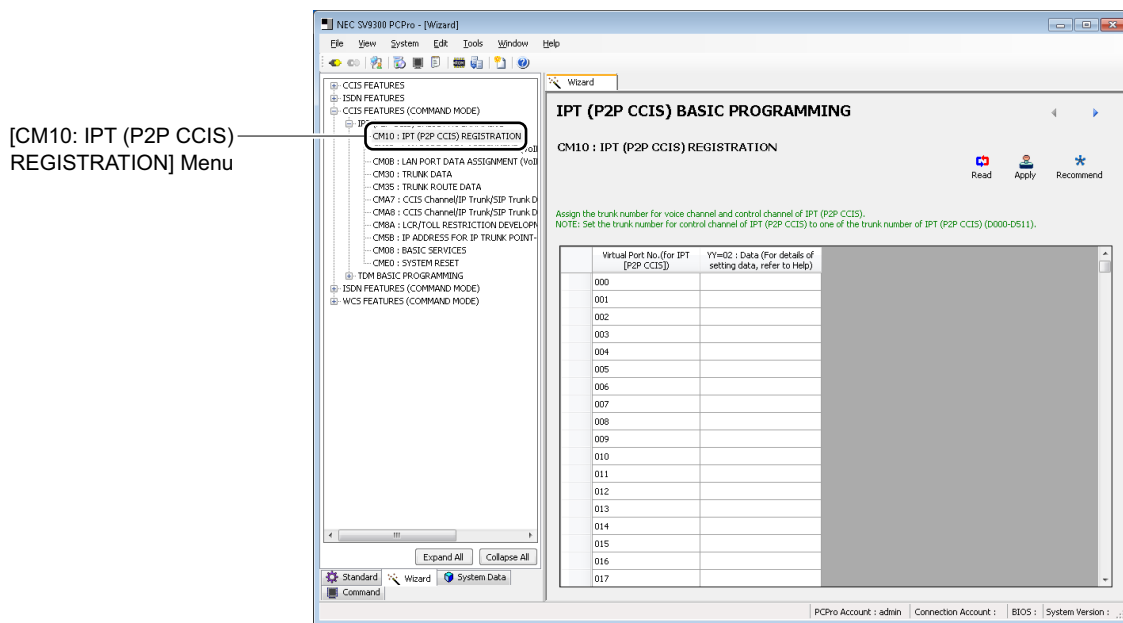 [CM10: IPT (P2P CCIS)
REGISTRATION] Menu
NEC SV9300 PCPro - [Wizard]
File View System Edit Tools Window Help
CCIS FEATURES
ISDN FEATURES
CCIS FEATURES (COMMAND MODE)
CM10 : IPT (P2P CCIS) REGISTRATION
CM0B : LAN PORT DATA ASSIGNMENT (VoI
CM30 : TRUNK DATA
CM35 : TRUNK ROUTE DATA
CMA7 : CCIS Channel/IP Trunk/SIP Trunk D
CMA8 : CCIS Channel/IP Trunk/SIP Trunk D
CM8A : LCR/TOLL RESTRICTION DEVELOPN
CM5B : IP ADDRESS FOR IP TRUNK POINT-
CM08 : BASIC SERVICES
CME0 : SYSTEM RESET
TDM BASIC PROGRAMMING
ISDN FEATURES (COMMAND MODE)
WCS FEATURES (COMMAND MODE)
Expand All Collapse All
Standard Wizard System Data
Command
Wizard
IPT (P2P CCIS) BASIC PROGRAMMING
CM10 : IPT (P2P CCIS) REGISTRATION
Read Apply Recommend
Assign the trunk number for voice channel and control channel of IPT (P2P CCIS).
NOTE: Set the trunk number for control channel of IPT (P2P CCIS) to one of the trunk number of IPT (P2P CCIS) (D000-D511).
Virtual Port No.(for IPT [P2P CCIS]) YY=02 : Data (For details of setting data, refer to Help)
000
001
002
003
004
005
006
007
008
009
010
011
012
013
014
015
016
017
PCPro Account : admin Connection Account : BIOS : System Version :